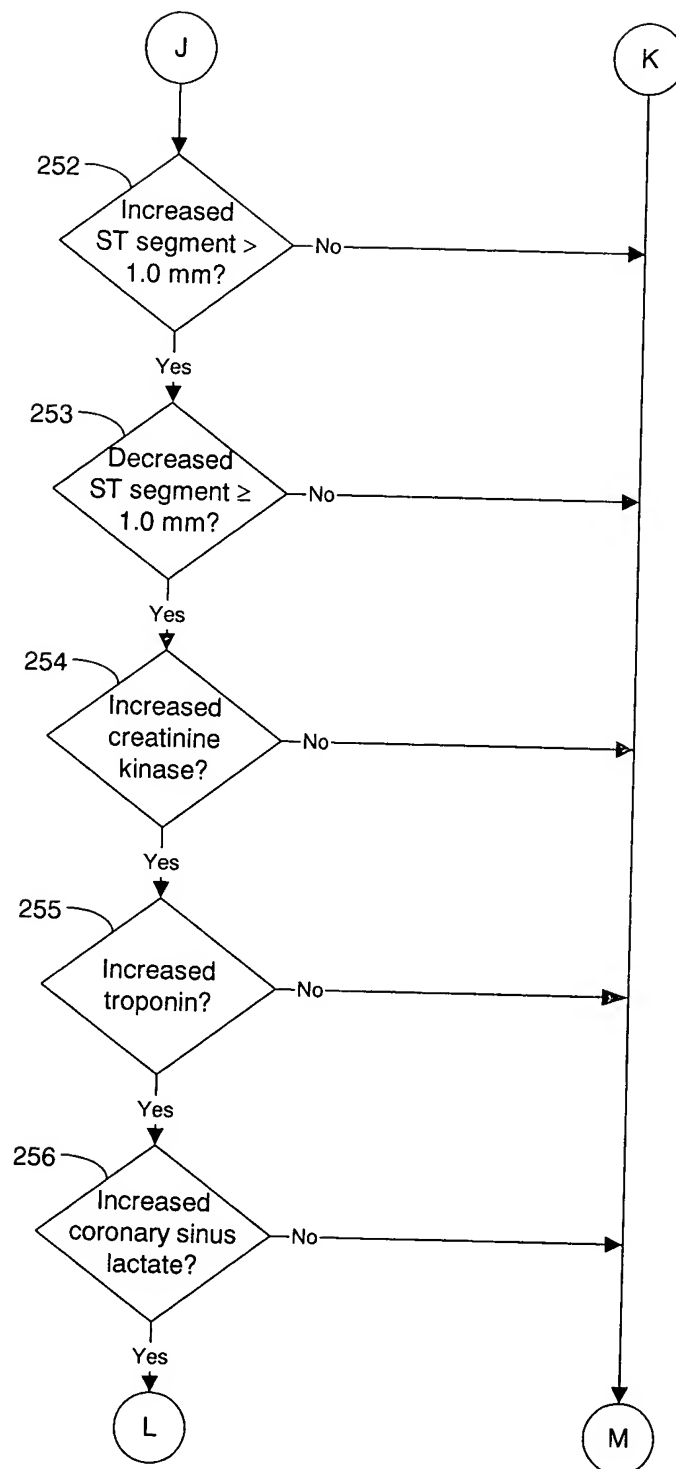 J
K
252
Increased
ST segment >
1.0 mm?
No
Yes
253
Decreased
ST segment ≥
1.0 mm?
No
Yes
254
Increased
creatinine
kinase?
No
Yes
255
Increased
troponin?
No
Yes
256
Increased
coronary sinus
lactate?
No
Yes
L
M